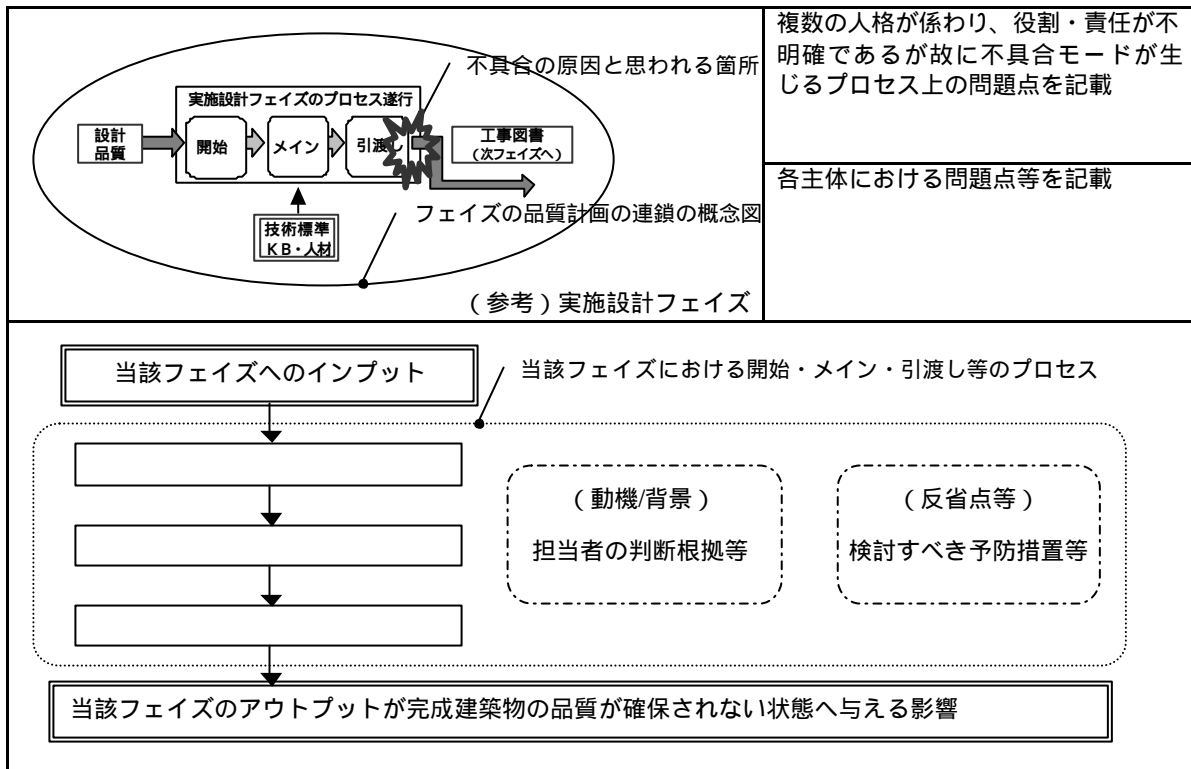 不具合の原因と思われる箇所
実施設計フェイズのプロセス遂行
設計
品質
開始
メイン
引渡し
工事図書
（次フェイズへ）
フェイズの品質計画の連鎖の概念図
技術標準
ＫＢ・人材
（参考）実施設計フェイズ
複数の人格が係わり、役割・責任が不
明確であるが故に不具合モードが生
じるプロセス上の問題点を記載
各主体における問題点等を記載
当該フェイズへのインプット
当該フェイズにおける開始・メイン・引渡し等のプロセス
（動機/背景）
担当者の判断根拠等
（反省点等）
検討すべき予防措置等
当該フェイズのアウトプットが完成建築物の品質が確保されない状態へ与える影響